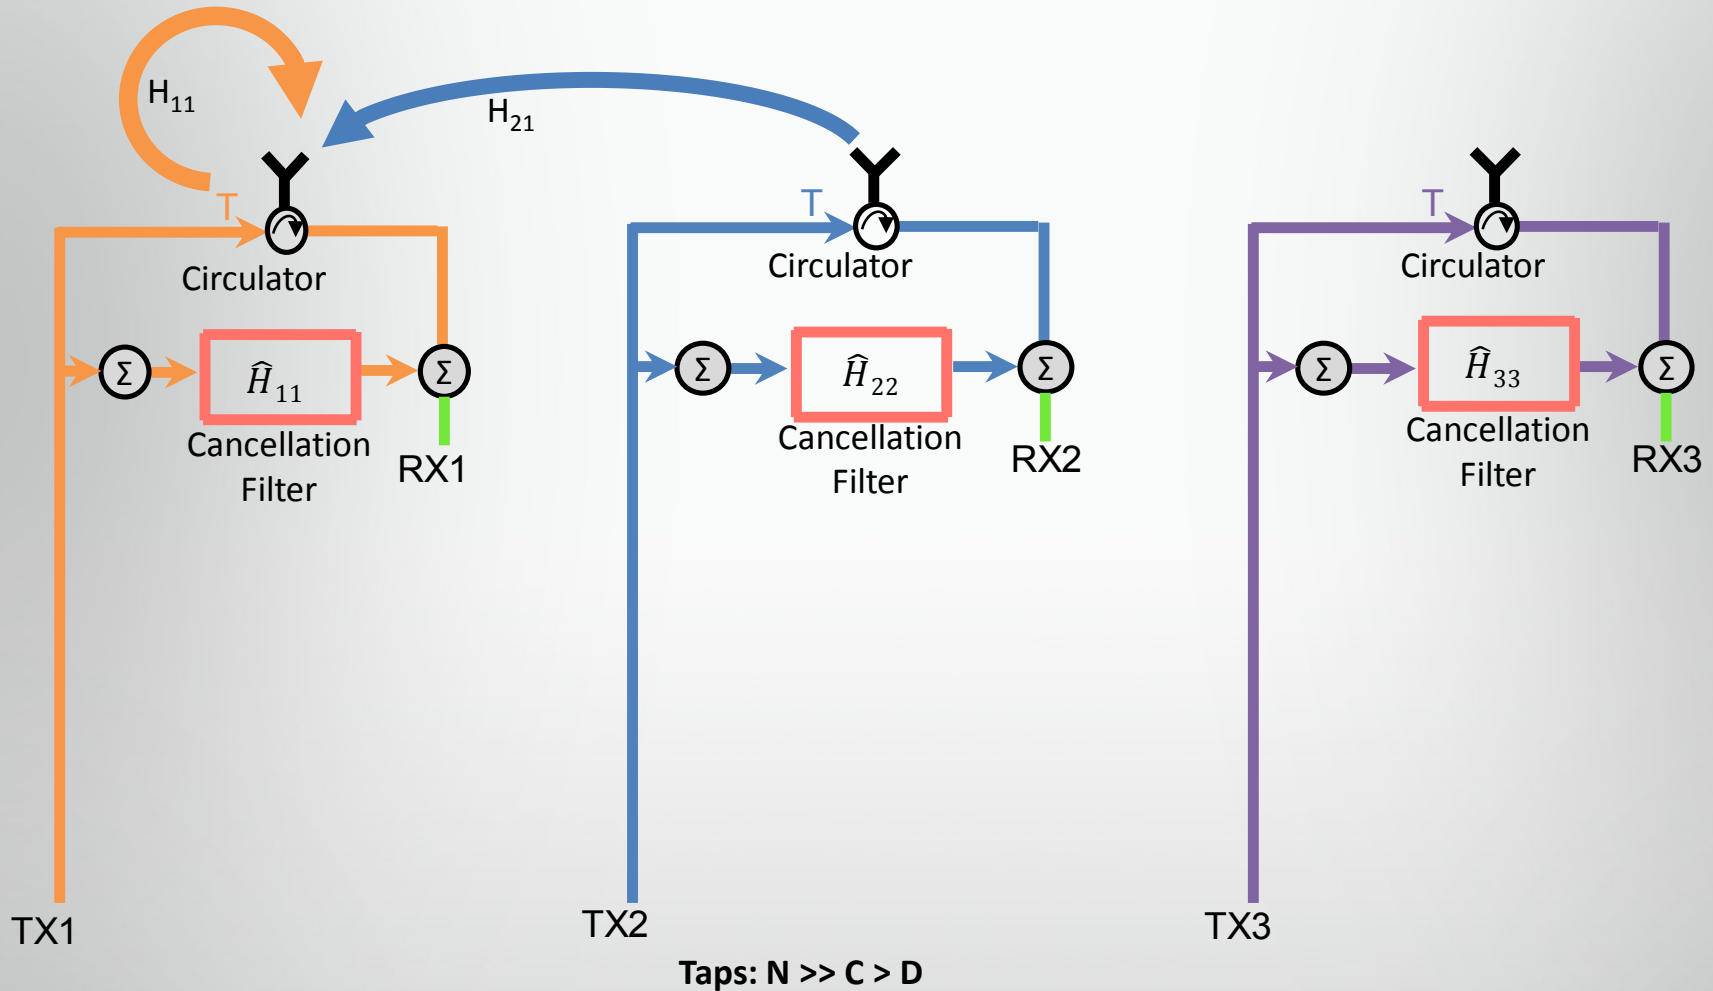 H11
H21
T
T
T
Circulator
Circulator
Circulator
Σ
Ĥ11
Σ
Σ
Ĥ22
Σ
Σ
Ĥ33
Σ
Cancellation
Filter
RX1
Cancellation
Filter
RX2
Cancellation
Filter
RX3
TX1
TX2
TX3
Taps: N >> C > D